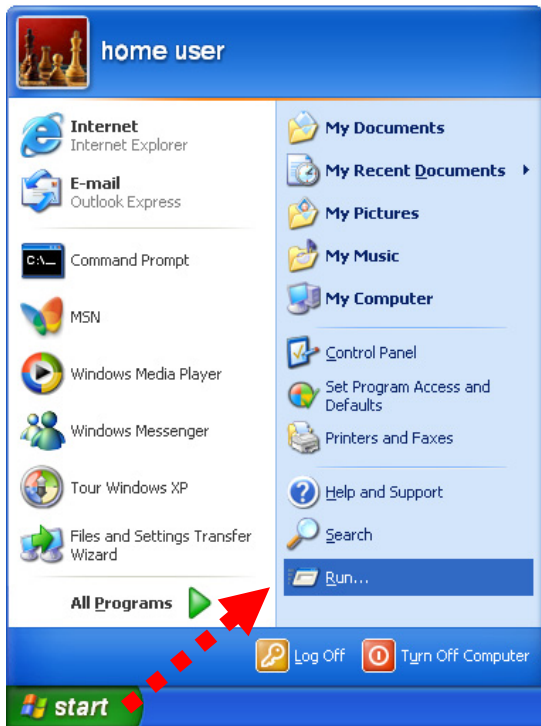 home user
Internet
Internet Explorer
E-mail
Outlook Express
C:\_
Command Prompt
MSN
Windows Media Player
Windows Messenger
Tour Windows XP
Files and Settings Transfer
Wizard
All Programs
My Documents
My Recent Documents
My Pictures
My Music
My Computer
Control Panel
Set Program Access and
Defaults
Printers and Faxes
Help and Support
Search
Run...
Log Off
Turn Off Computer
start